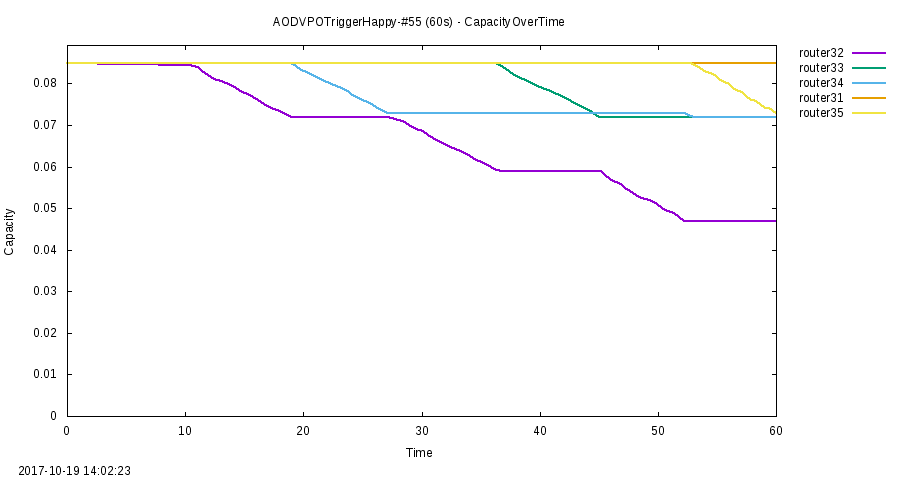 AODVPOTriggerHappy-#55 (60s) - CapacityOverTime
router32
router33
router34
router31
router35
Capacity
0.08
0.07
0.06
0.05
0.04
0.03
0.02
0.01
0
0 10 20 30 40 50 60
Time
2017-10-19 14:02:23